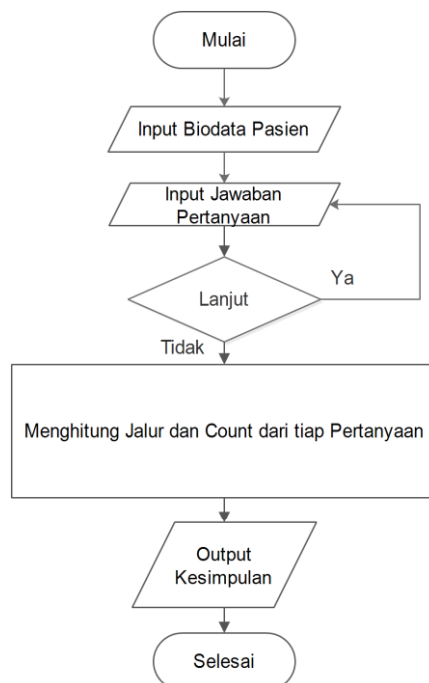 Mulai
Input Biodata Pasien
Input Jawaban
Pertanyaan
Lanjut
Ya
Tidak
Menghitung Jalur dan Count dari tiap Pertanyaan
Output
Kesimpulan
Selesai